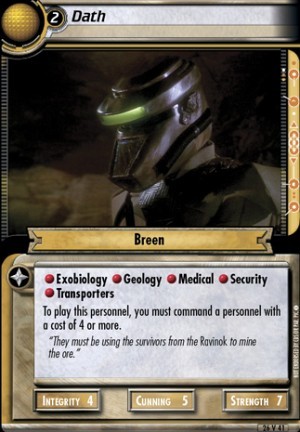 2 Dath
Breen
Exobiology Geology Medical Security
Transporters
To play this personnel, you must command a personnel
with a cost of 4 or more.
"They must be using the survivors from the Ravinok to mine
the ore."
INTEGRITY 4 CUNNING 5 STRENGTH 7